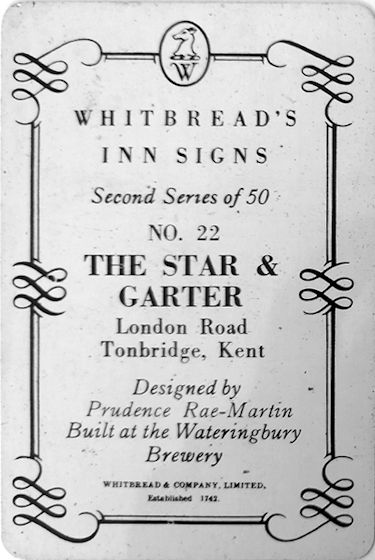 W
WHITBREAD'S
INN SIGNS
Second Series of 50
NO. 22
THE STAR &
GARTER
London Road
Tonbridge, Kent
Designed by
Prudence Rae-Martin
Built at the Wateringbury
Brewery
WHITBREAD & COMPANY, LIMITED,
Established 1742.